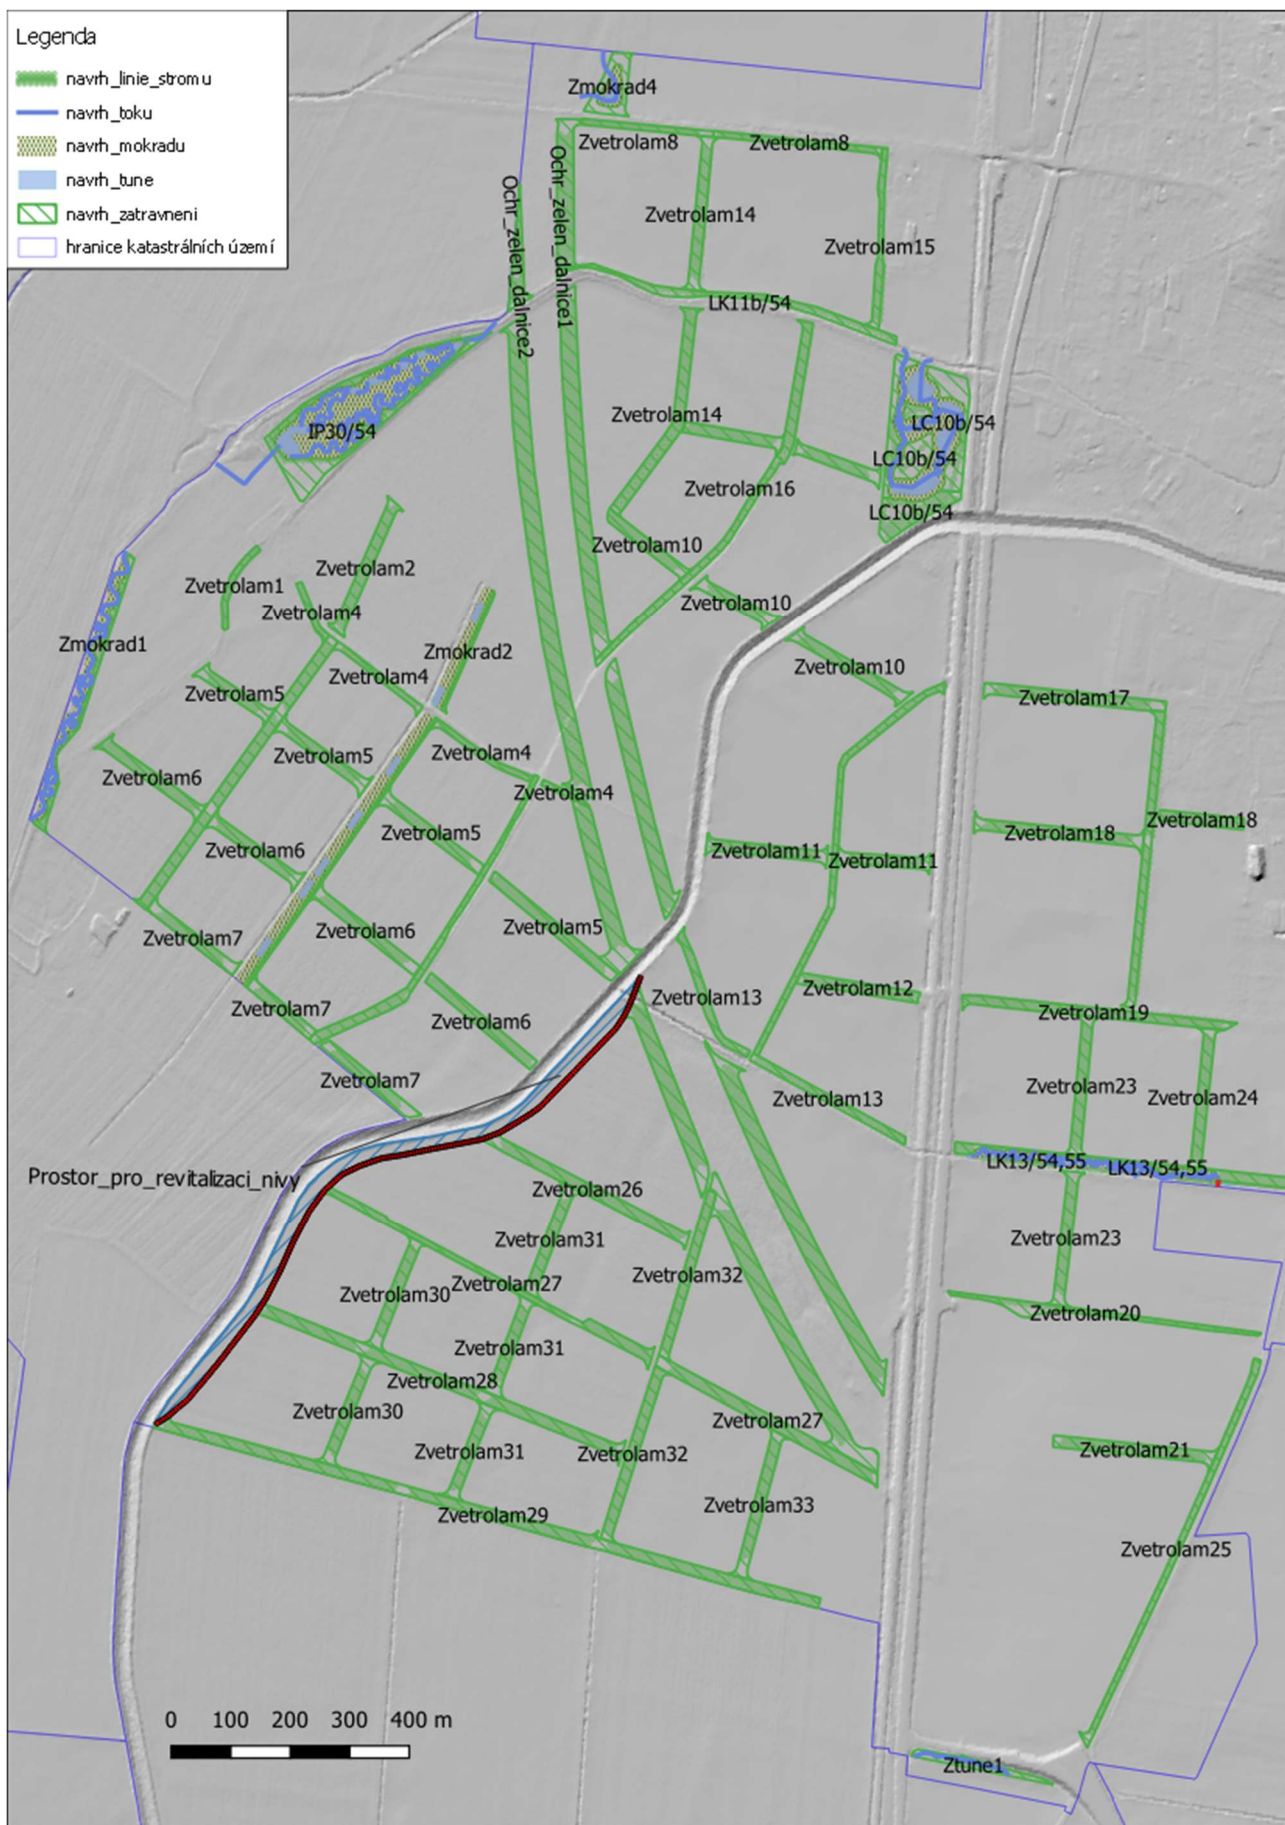 Legenda
navrh_linie_stromu
navrh_toku
navrh_mokradu
navrh_tune
navrh_zatravneni
hranice katastrálních území
Zmokrad4
Zvetrolam8
Zvetrolam8
Ochr_zelen_dalnice1
Ochr_zelen_dalnice2
Zvetrolam14
Zvetrolam15
LK11b/54
Zvetrolam14
LC10b/54
IP30/54
LC10b/54
Zvetrolam16
LC10b/54
Zvetrolam10
Zvetrolam2
Zvetrolam1
Zvetrolam10
Zvetrolam4
Zmokrad1
Zmokrad2
Zvetrolam10
Zvetrolam4
Zvetrolam5
Zvetrolam17
Zvetrolam4
Zvetrolam5
Zvetrolam6
Zvetrolam4
Zvetrolam18
Zvetrolam18
Zvetrolam5
Zvetrolam6
Zvetrolam11
Zvetrolam11
Zvetrolam5
Zvetrolam6
Zvetrolam7
Zvetrolam12
Zvetrolam13
Zvetrolam7
Zvetrolam19
Zvetrolam6
Zvetrolam7
Zvetrolam23
Zvetrolam24
Zvetrolam13
LK13/54,55
LK13/54,55
Prostor_pro_revitalizaci_nivy
Zvetrolam26
Zvetrolam31
Zvetrolam23
Zvetrolam32
Zvetrolam27
Zvetrolam30
Zvetrolam20
Zvetrolam31
Zvetrolam28
Zvetrolam30
Zvetrolam27
Zvetrolam31
Zvetrolam32
Zvetrolam21
Zvetrolam33
Zvetrolam29
Zvetrolam25
0 100 200 300 400 m
Ztune1